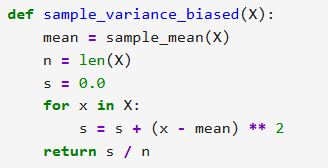 def sample_variance_biased(X):
    mean = sample_mean(X)
    n = len(X)
    s = 0.0
    for x in X:
        s = s + (x - mean) ** 2
    return s / n